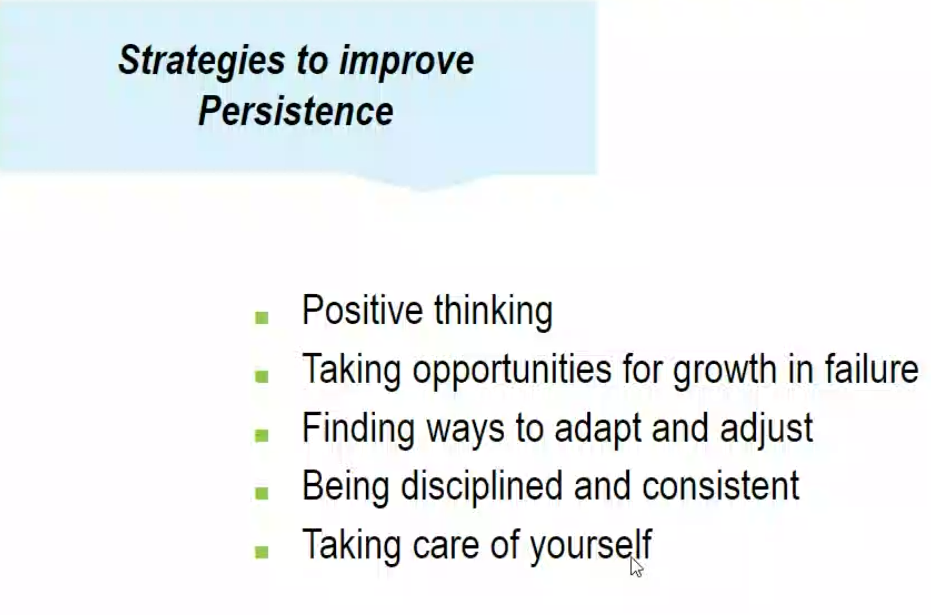 Strategies to improve
Persistence
Positive thinking
Taking opportunities for growth in failure
Finding ways to adapt and adjust
Being disciplined and consistent
Taking care of yourself